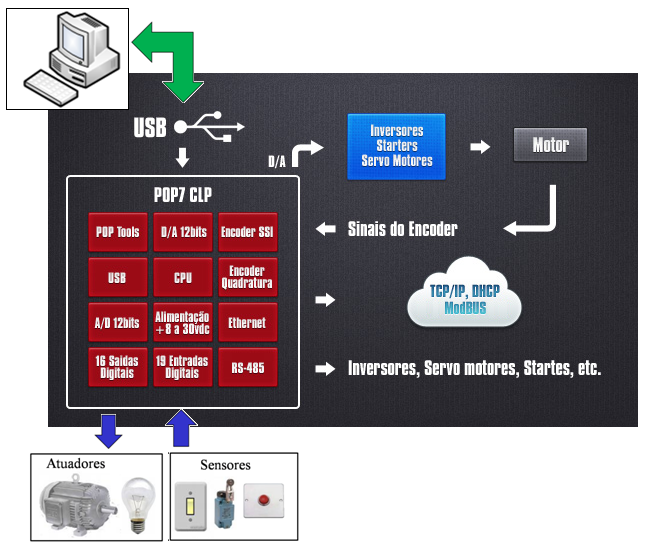 USB
D/A
Inversores
Starters
Servo Motores
Motor
POP7 CLP
POP Tools
D/A 12bits
Encoder SSI
USB
CPU
Encoder
Quadratura
A/D 12bits
Alimentação
+8 a 30vdc
Ethernet
16 Saídas
Digitais
19 Entradas
Digitais
RS-485
Sinais do Encoder
TCP/IP, DHCP
ModBUS
Inversores, Servo motores, Startes, etc.
Atuadores
Sensores